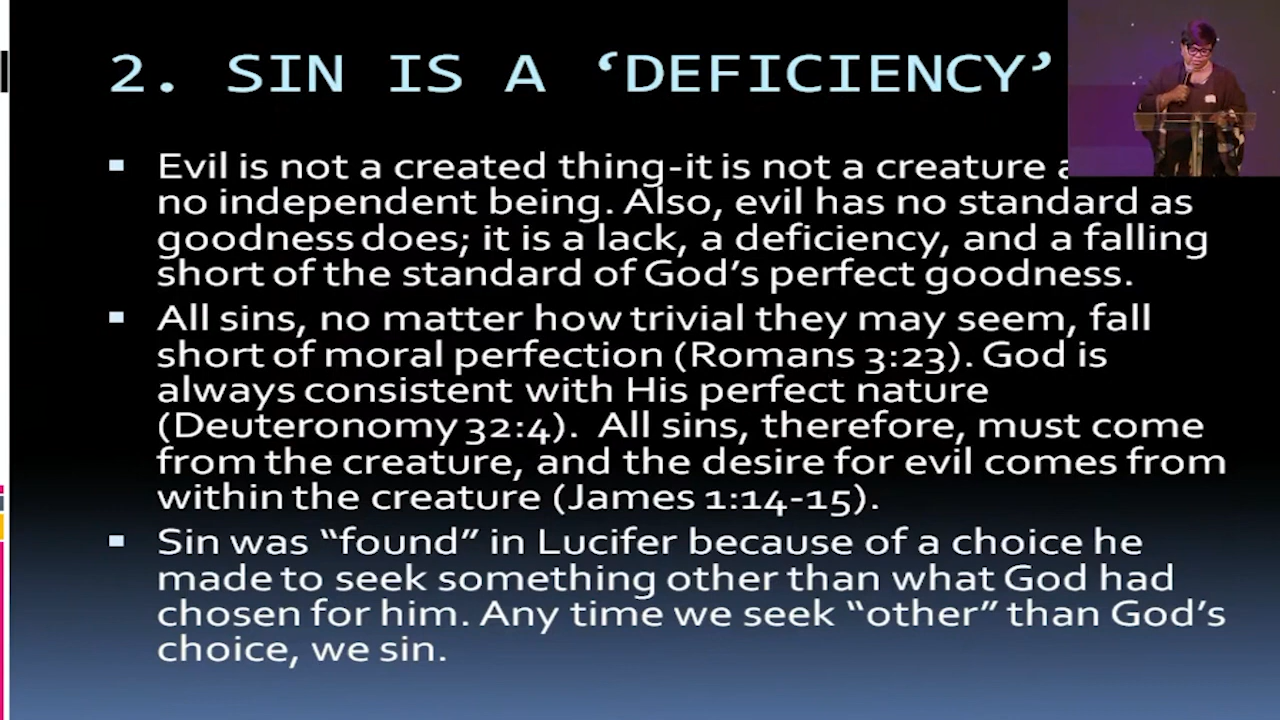 2. SIN IS A ‘DEFICIENCY’
▪ Evil is not a created thing-it is not a creature
no independent being. Also, evil has no standard as
goodness does; it is a lack, a deficiency, and a falling
short of the standard of God’s perfect goodness.
▪ All sins, no matter how trivial they may seem, fall
short of moral perfection (Romans 3:23). God is
always consistent with His perfect nature
(Deuteronomy 32:4).  All sins, therefore, must come
from the creature, and the desire for evil comes from
within the creature (James 1:14-15).
▪ Sin was “found” in Lucifer because of a choice he
made to seek something other than what God had
chosen for him. Any time we seek “other” than God’s
choice, we sin.